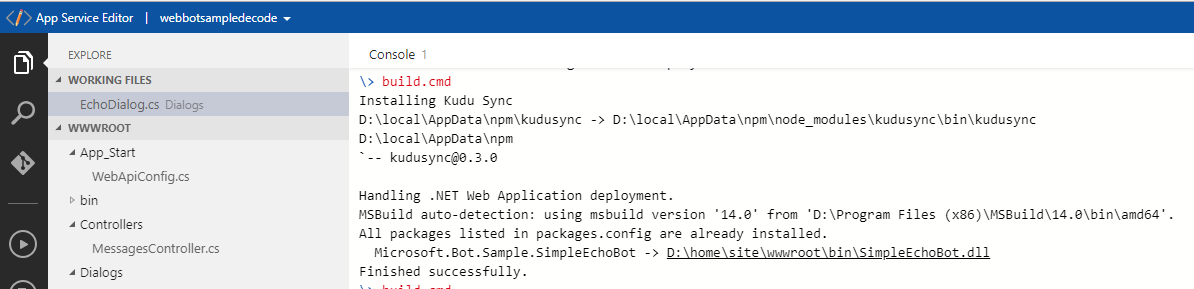 App Service Editor | webbotsampledecode
EXPLORE
WORKING FILES
EchoDialog.cs Dialogs
WWWROOT
App_Start
WebApiConfig.cs
bin
Controllers
MessagesController.cs
Dialogs
Console 1
\> build.cmd
Installing Kudu Sync
D:\local\AppData\npm\kudusync -> D:\local\AppData\npm\node_modules\kudusync\bin\kudusync
D:\local\AppData\npm
`-- kudusync@0.3.0
Handling .NET Web Application deployment.
MSBuild auto-detection: using msbuild version '14.0' from 'D:\Program Files (x86)\MSBuild\14.0\bin\amd64'.
All packages listed in packages.config are already installed.
Microsoft.Bot.Sample.SimpleEchoBot -> D:\home\site\wwwroot\bin\SimpleEchoBot.dll
Finished successfully.
\> build.cmd